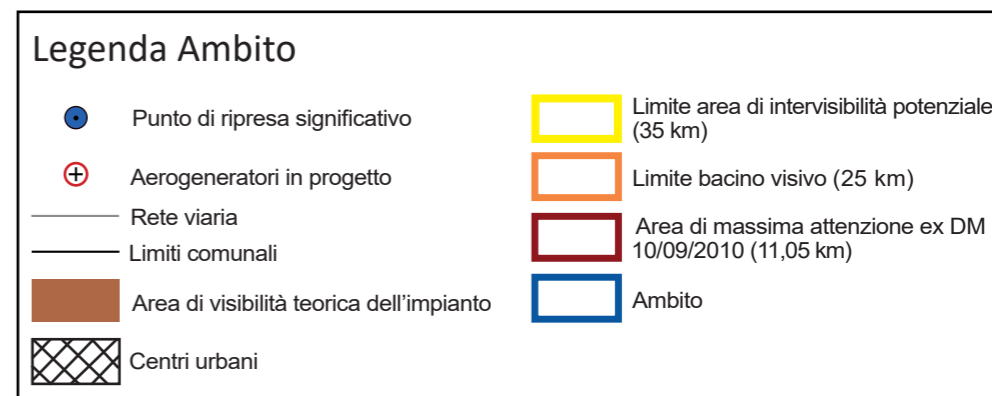 Legenda Ambito
Punto di ripresa significativo
Aerogeneratori in progetto
Rete viaria
Limiti comunali
Area di visibilità teorica dell'impianto
Centri urbani
Limite area di intervisibilità potenziale
(35 km)
Limite bacino visivo (25 km)
Area di massima attenzione ex DM
10/09/2010 (11,05 km)
Ambito